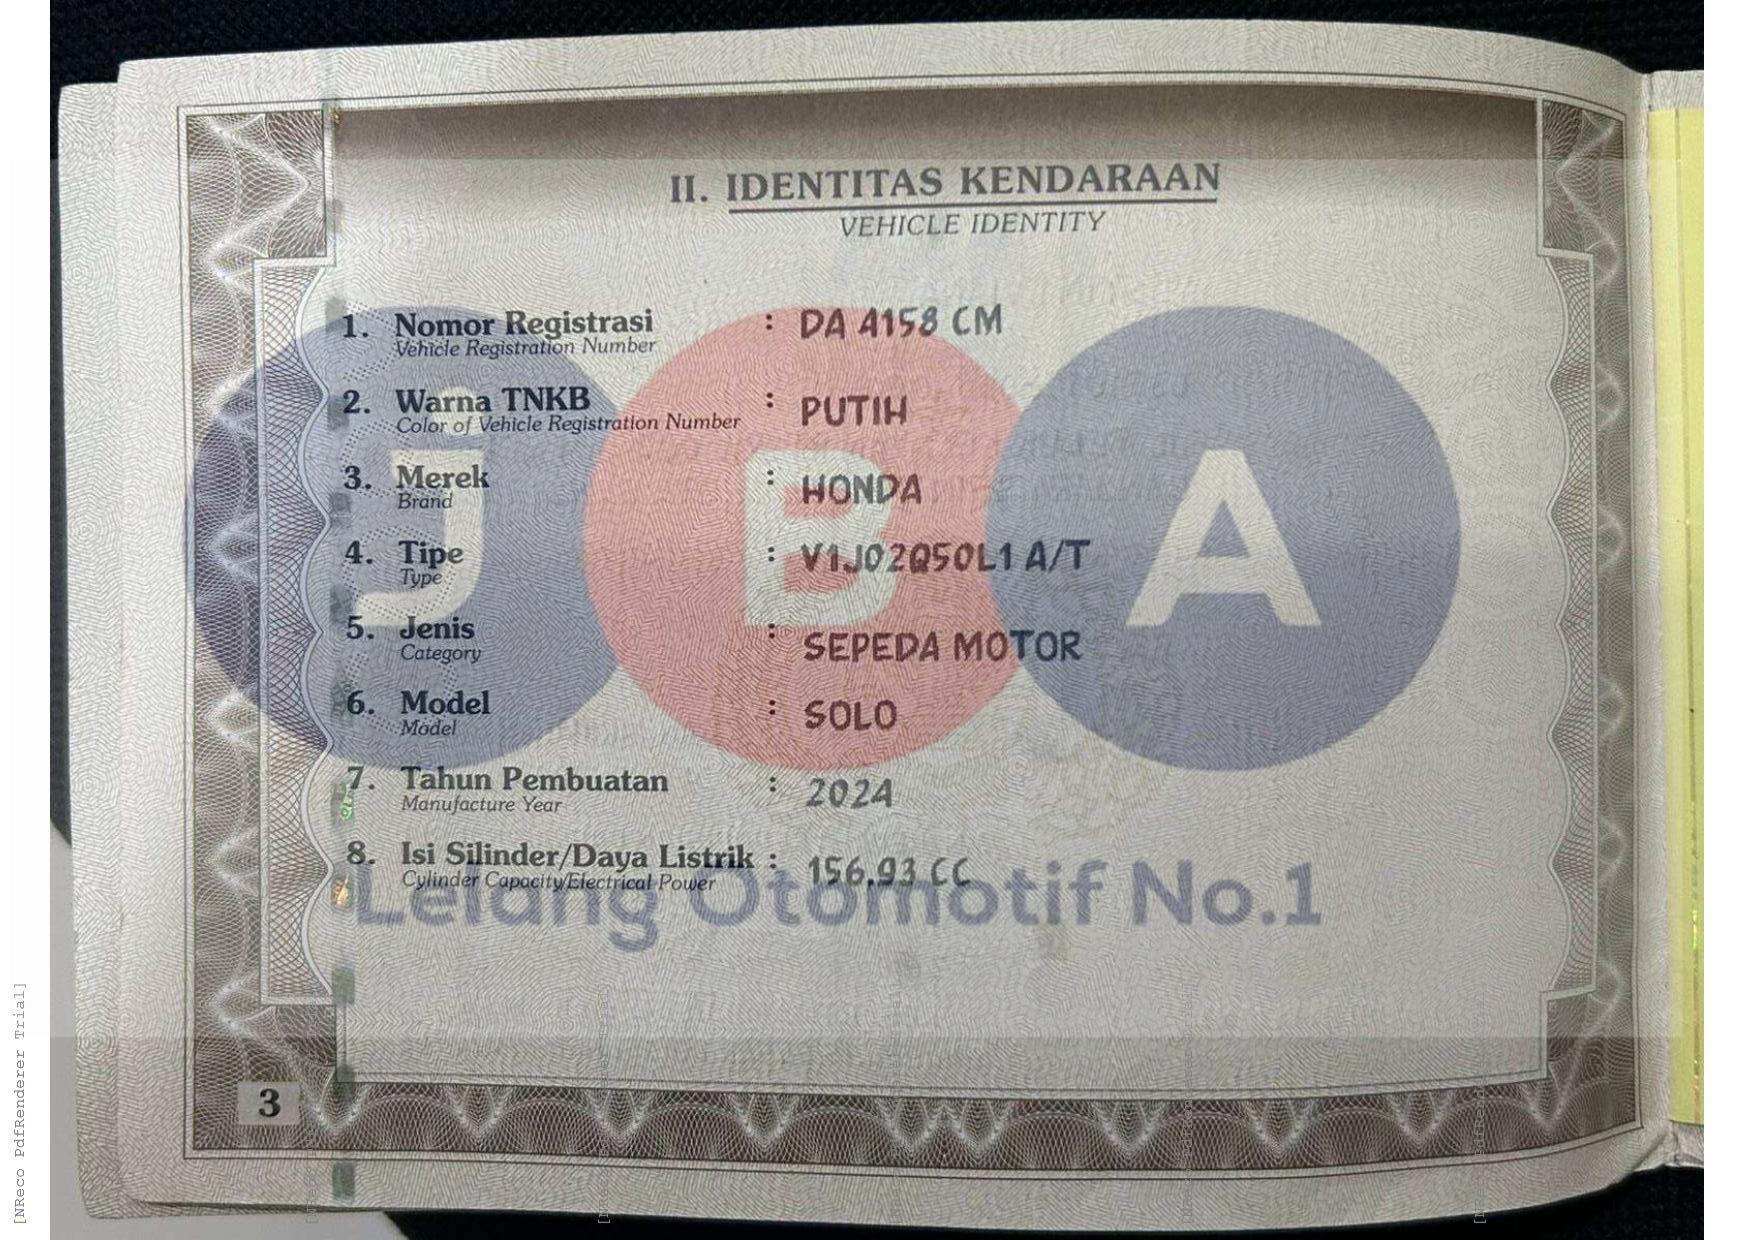 II. IDENTITAS KENDARAAN
VEHICLE IDENTITY
1. Nomor Registrasi : DA 4158 CM
Vehicle Registration Number
2. Warna TNKB : PUTIH
Color of Vehicle Registration Number
3. Merek : HONDA
Brand
4. Tipe : V1J02Q50L1 A/T
Type
5. Jenis : SEPEDA MOTOR
Category
6. Model : SOLO
Model
7. Tahun Pembuatan : 2024
Manufacture Year
8. Isi Silinder/Daya Listrik : 156,93 CC
Cylinder Capacity/Electrical Power
JBA
Lelang Otomotif No.1
3
[NReco PdfRenderer Trial]